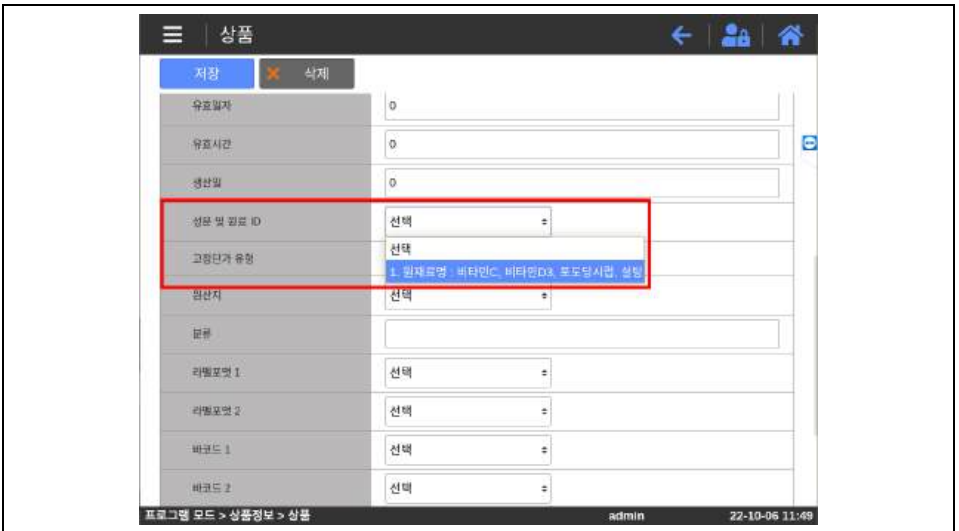 상품
저장 삭제
유효일자 0
유효시간 0
생산일 0
성분 및 원료 ID 선택
선택
고정단가 유형
1. 원재료명 : 비타민C, 비타민D3, 포도당시럽, 설탕
원산지 선택
분류
라벨포맷 1 선택
라벨포맷 2 선택
바코드 1 선택
바코드 2 선택
프로그램 모드 > 상품정보 > 상품 admin 22-10-06 11:49